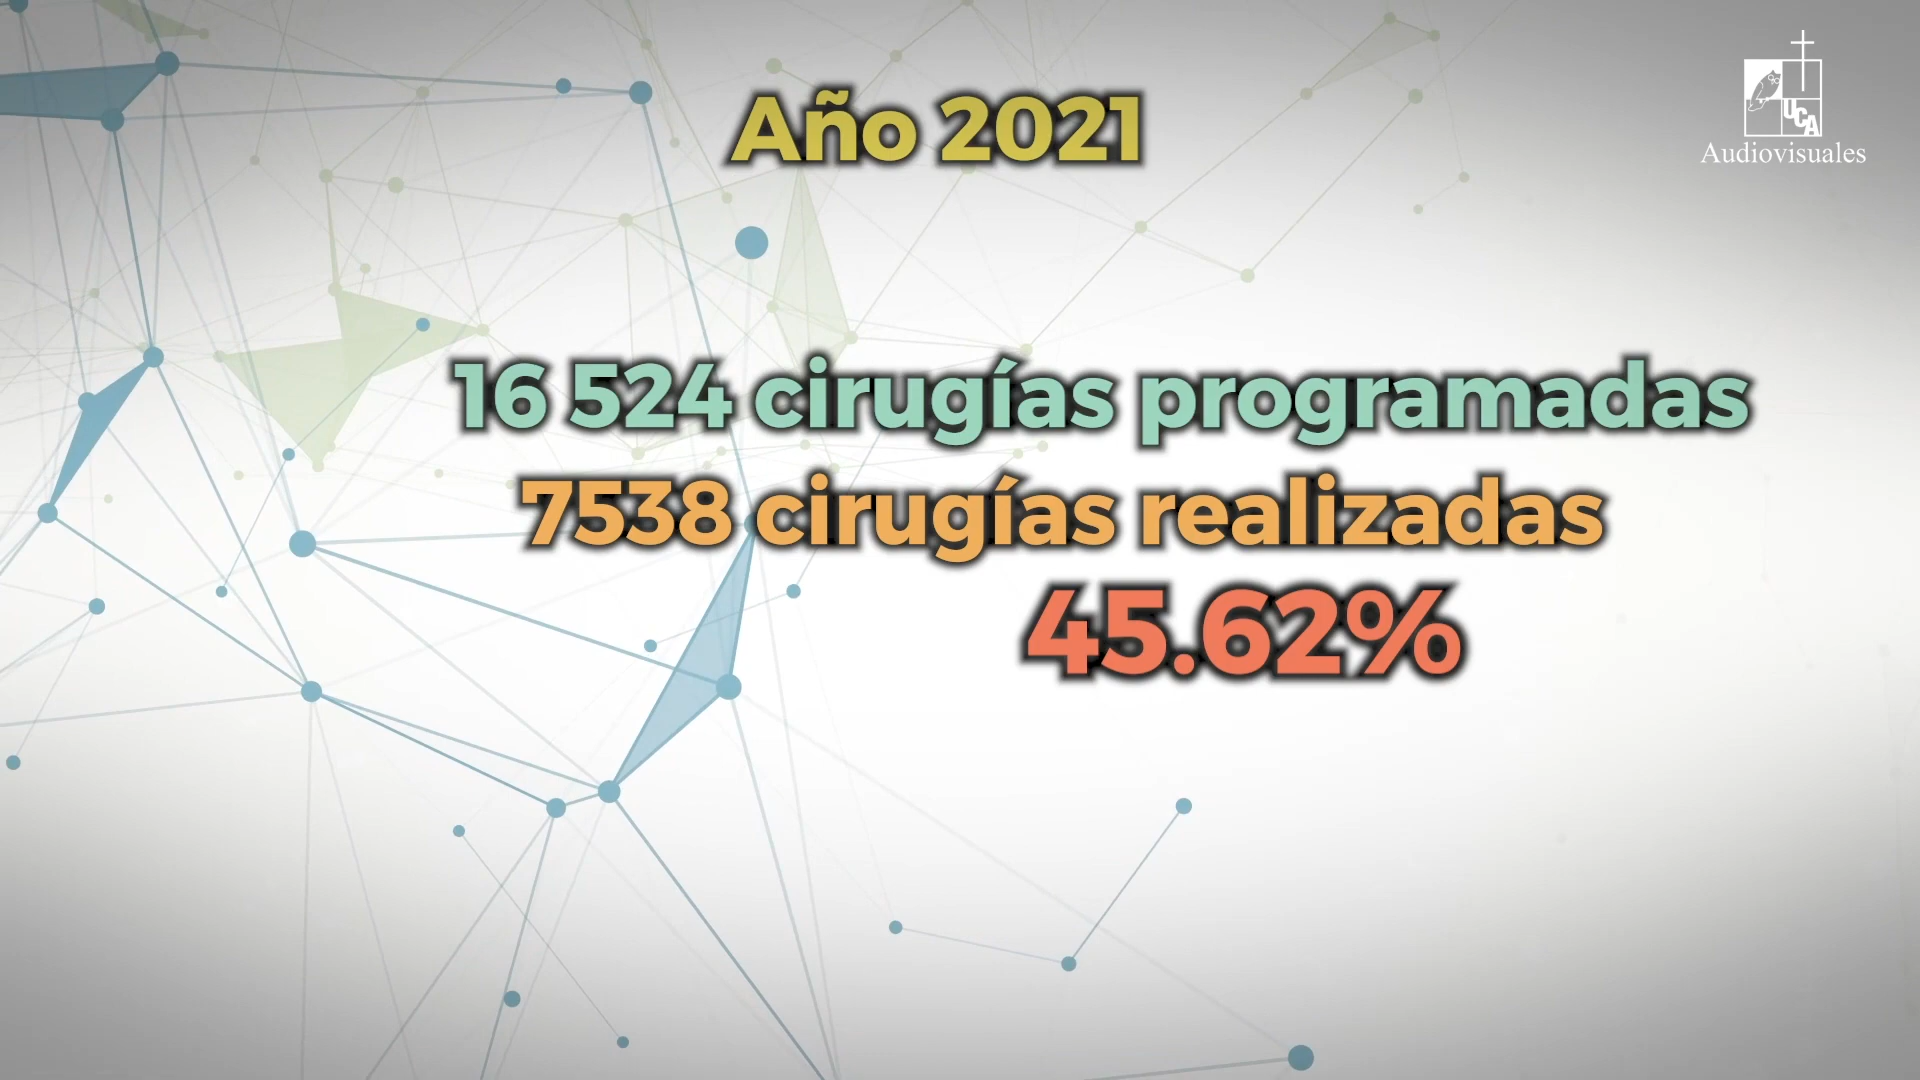 Año 2021
UCA
Audiovisuales
16 524 cirugías programadas
7538 cirugías realizadas
45.62%